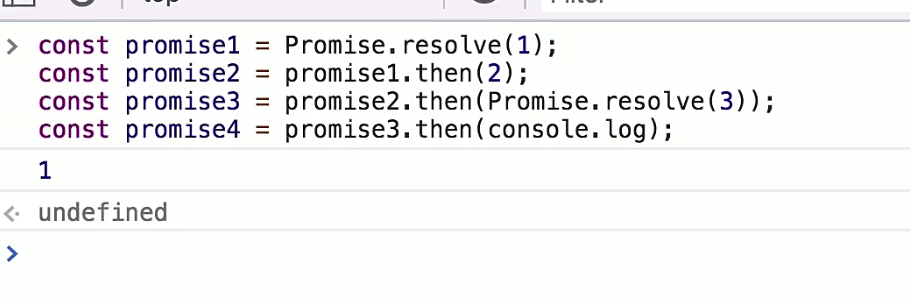 top
Filter
> const promise1 = Promise.resolve(1);
const promise2 = promise1.then(2);
const promise3 = promise2.then(Promise.resolve(3));
const promise4 = promise3.then(console.log);
1
undefined
>